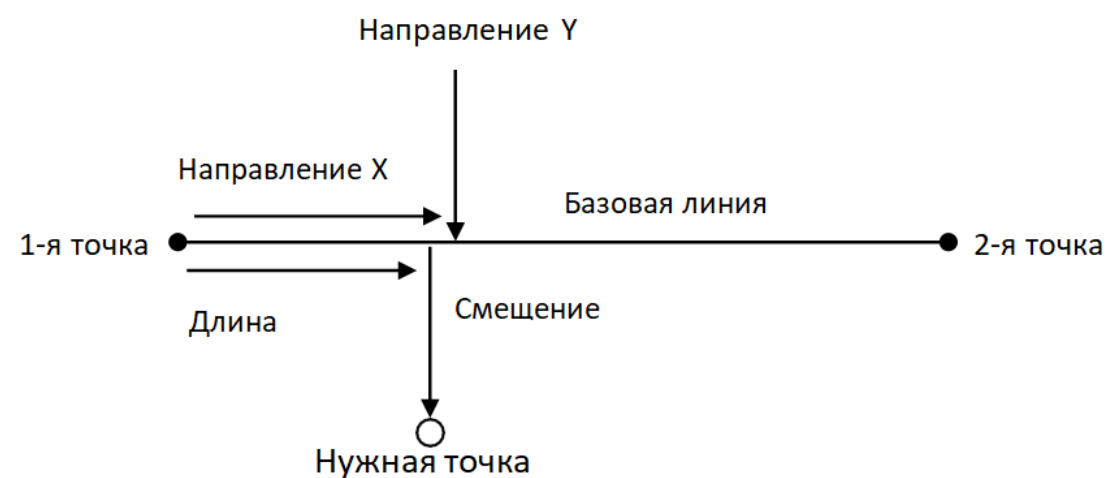 Направление Y
Направление X
Базовая линия
1-я точка
2-я точка
Длина
Смещение
Нужная точка